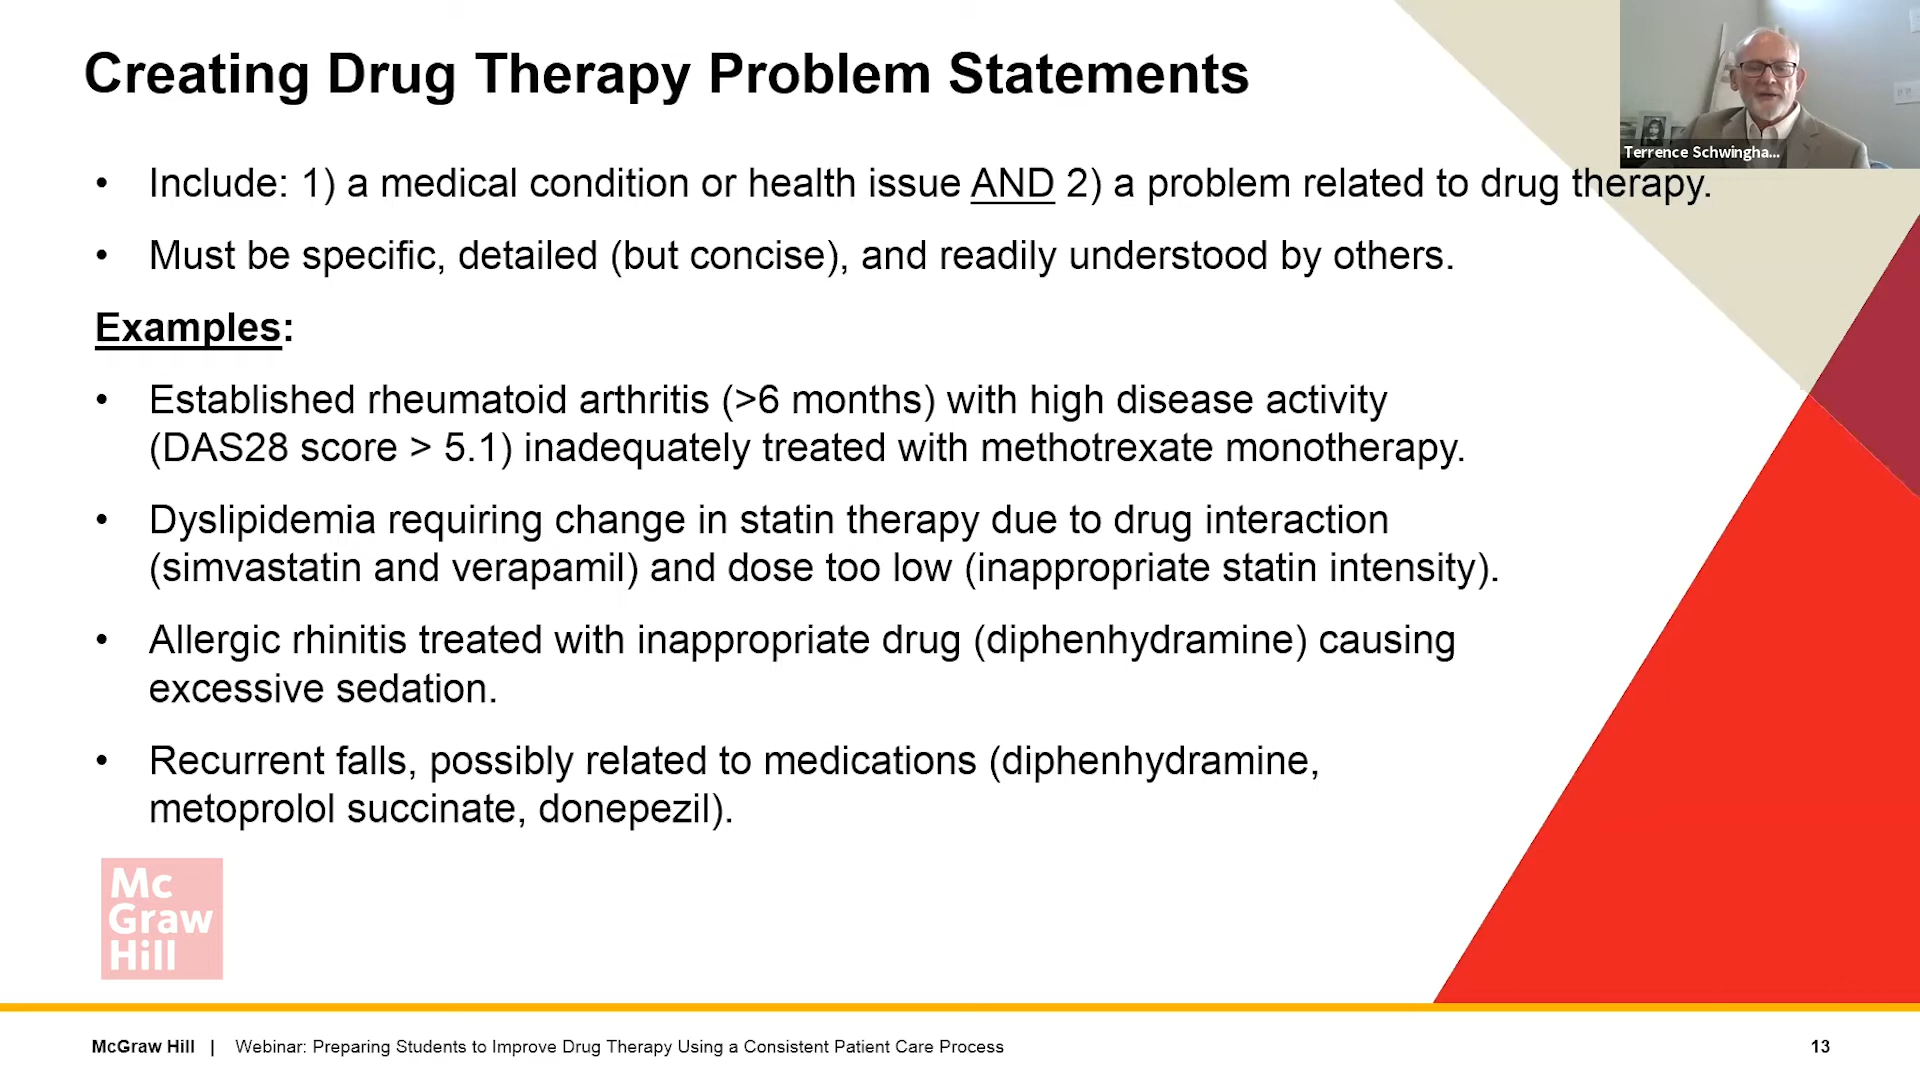 Creating Drug Therapy Problem Statements
Terrence Schwingha...
• Include: 1) a medical condition or health issue AND 2) a problem related to drug therapy.
• Must be specific, detailed (but concise), and readily understood by others.
Examples:
• Established rheumatoid arthritis (>6 months) with high disease activity
(DAS28 score > 5.1) inadequately treated with methotrexate monotherapy.
• Dyslipidemia requiring change in statin therapy due to drug interaction
(simvastatin and verapamil) and dose too low (inappropriate statin intensity).
• Allergic rhinitis treated with inappropriate drug (diphenhydramine) causing
excessive sedation.
• Recurrent falls, possibly related to medications (diphenhydramine,
metoprolol succinate, donepezil).
Mc
Graw
Hill
McGraw Hill | Webinar: Preparing Students to Improve Drug Therapy Using a Consistent Patient Care Process 13